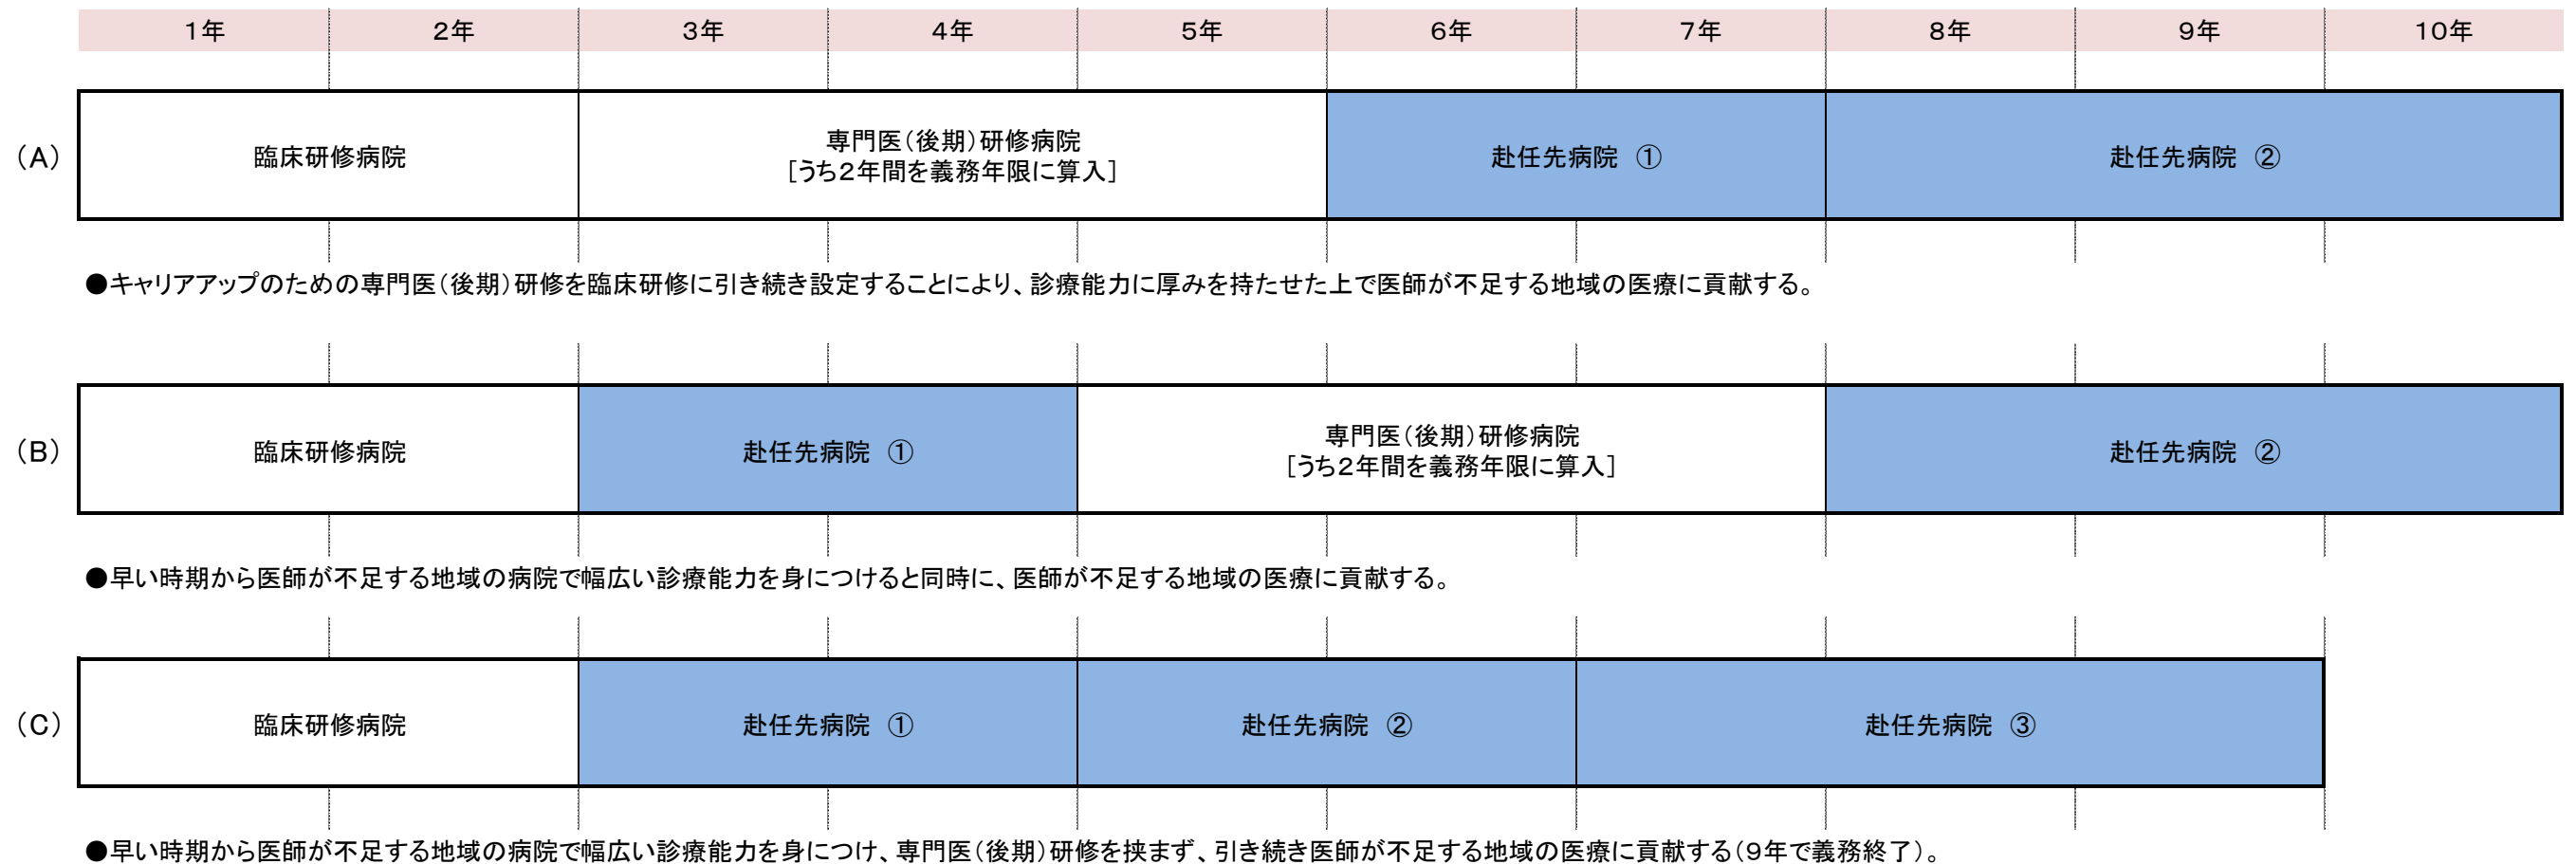 1年 2年 3年 4年 5年 6年 7年 8年 9年 10年
(A) 臨床研修病院 専門医(後期)研修病院 赴任先病院 ① 赴任先病院 ②
[うち2年間を義務年限に算入]
●キャリアアップのための専門医(後期)研修を臨床研修に引き続き設定することにより、診療能力に厚みを持たせた上で医師が不足する地域の医療に貢献する。
(B) 臨床研修病院 赴任先病院 ① 専門医(後期)研修病院 赴任先病院 ②
[うち2年間を義務年限に算入]
●早い時期から医師が不足する地域の病院で幅広い診療能力を身につけると同時に、医師が不足する地域の医療に貢献する。
(C) 臨床研修病院 赴任先病院 ① 赴任先病院 ② 赴任先病院 ③
●早い時期から医師が不足する地域の病院で幅広い診療能力を身につけ、専門医(後期)研修を挟まず、引き続き医師が不足する地域の医療に貢献する(9年で義務終了)。